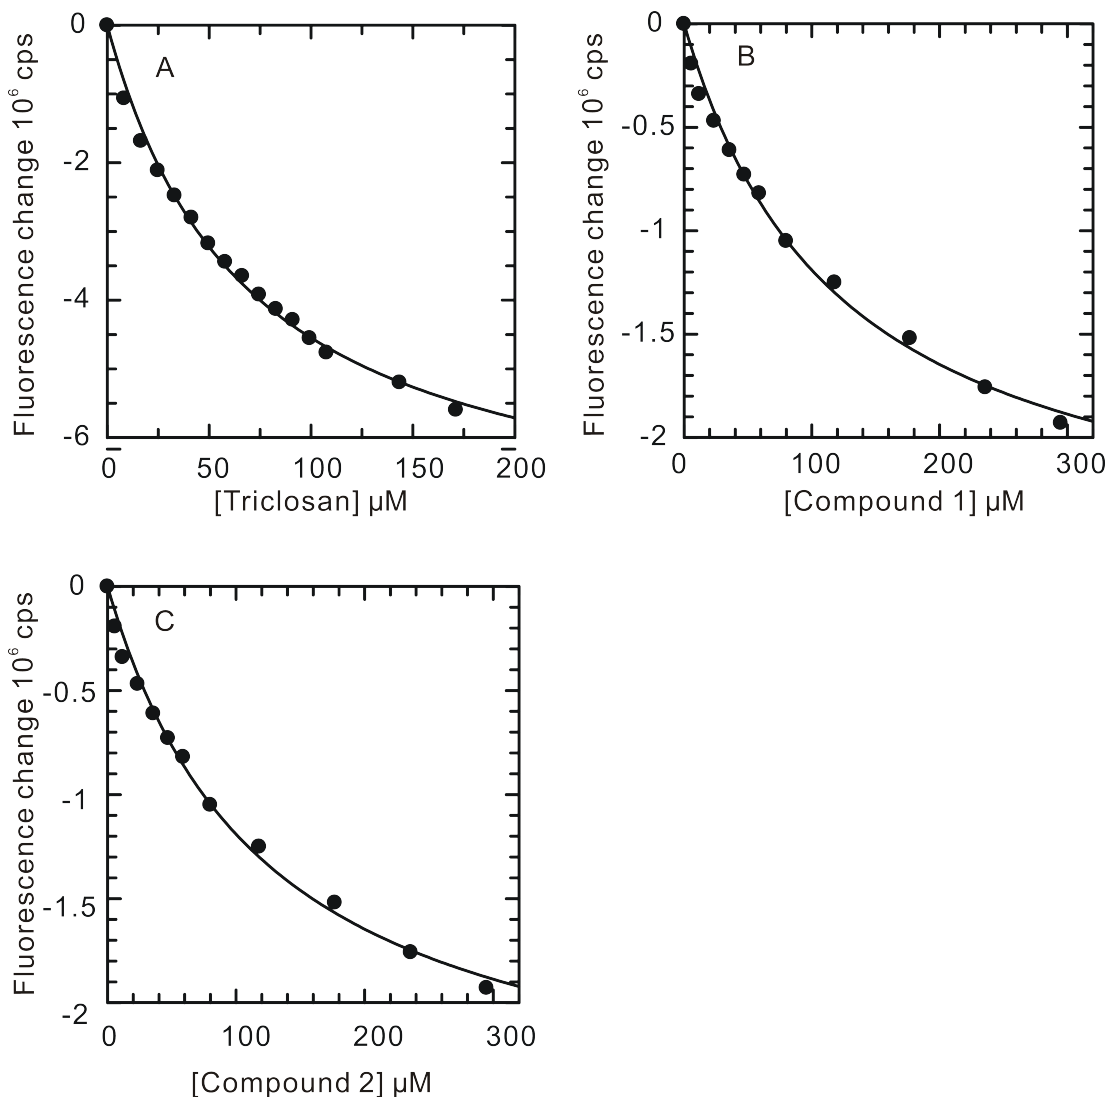 A
Fluorescence change 10⁶ cps
0
-2
-4
-6
0 50 100 150 200
[Triclosan] µM
B
Fluorescence change 10⁶ cps
0
-0.5
-1
-1.5
-2
0 100 200 300
[Compound 1] µM
C
Fluorescence change 10⁶ cps
0
-0.5
-1
-1.5
-2
0 100 200 300
[Compound 2] µM